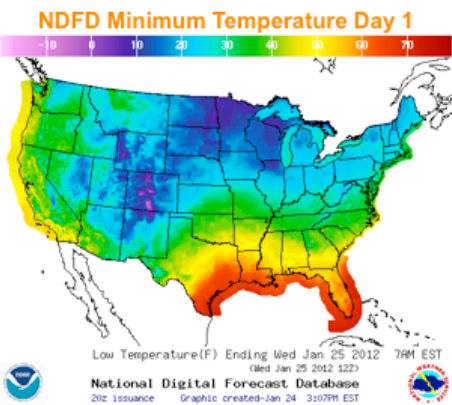 NDFD Minimum Temperature Day 1
-10 0 10 20 30 40 50 60 70
Low Temperature(F) Ending Wed Jan 25 2012 7AM EST
(Wed Jan 25 2012 12Z)
National Digital Forecast Database
20z issuance Graphic created-Jan 24 3:07PM EST